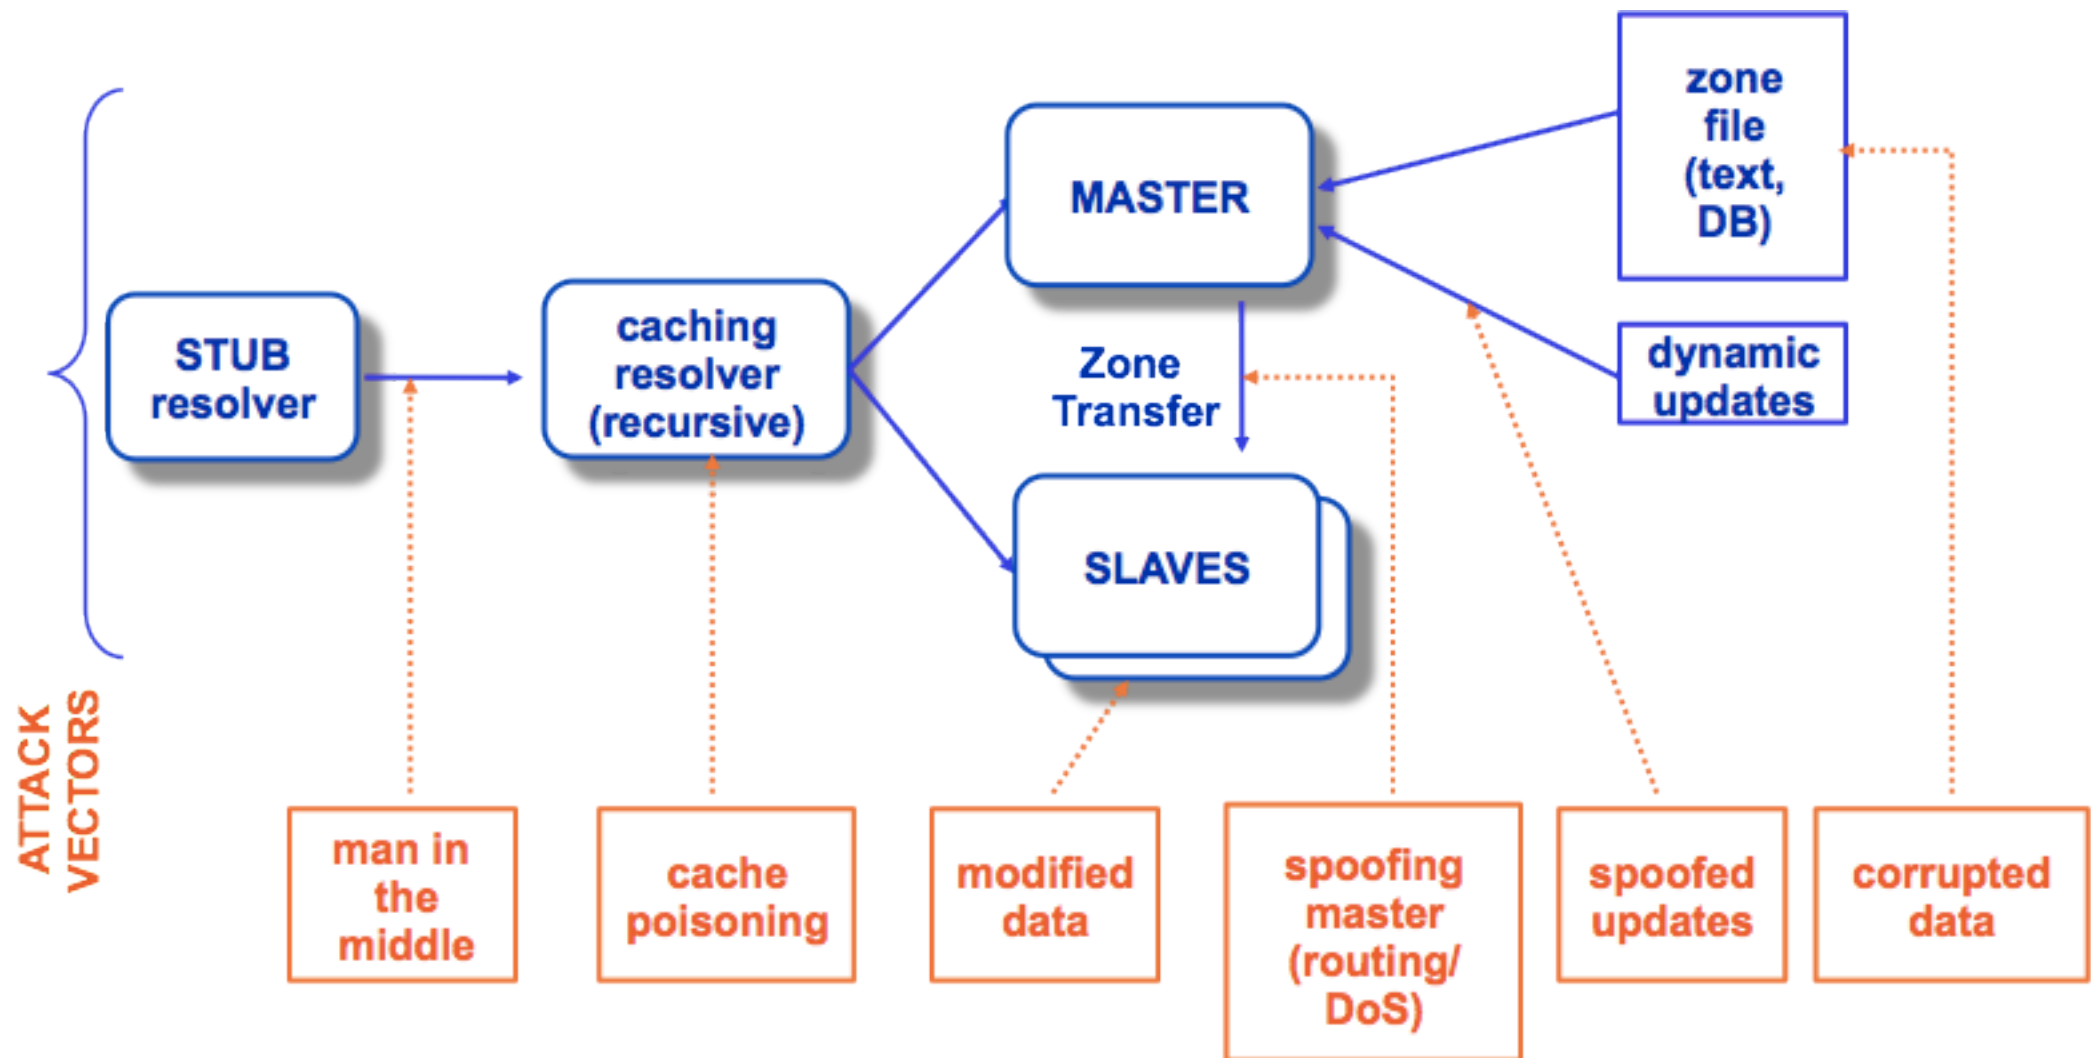 zone
file
(text,
DB)
MASTER
STUB
resolver
caching
resolver
(recursive)
Zone
Transfer
dynamic
updates
SLAVES
ATTACK
VECTORS
man in
the
middle
cache
poisoning
modified
data
spoofing
master
(routing/
DoS)
spoofed
updates
corrupted
data